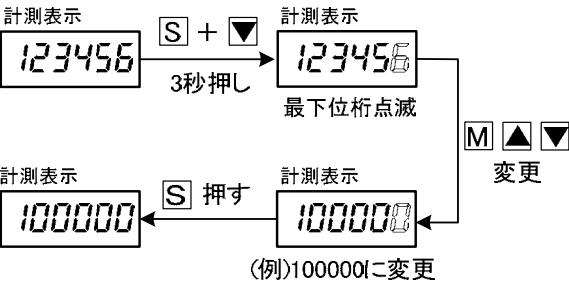 計測表示
123456
S + ▼
3秒押し
計測表示
123456
最下位桁点滅
M ▲ ▼
変更
計測表示
100000
(例)100000に変更
S 押す
計測表示
100000